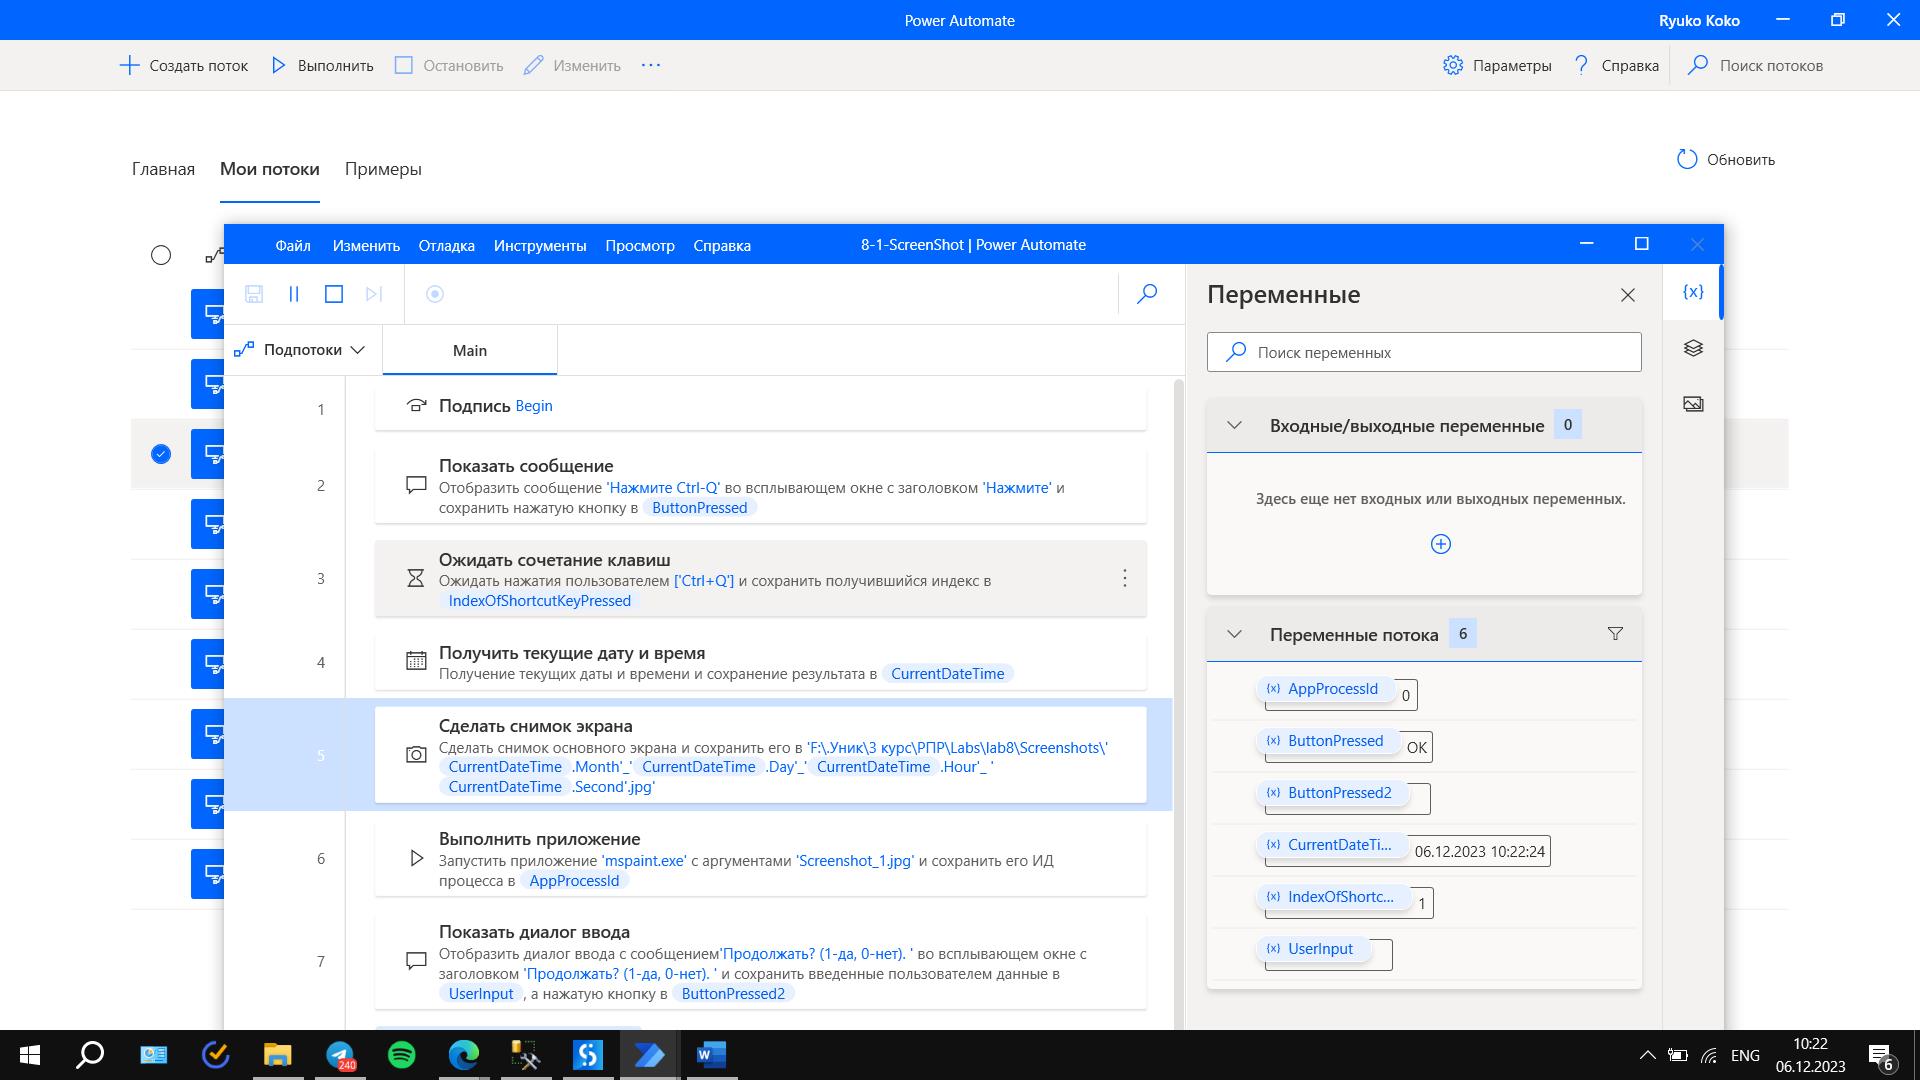 Power Automate
Ryuko Koko
Создать поток
Выполнить
Остановить
Изменить
Параметры
Справка
Поиск потоков
Главная
Мои потоки
Примеры
Обновить
Файл
Изменить
Отладка
Инструменты
Просмотр
Справка
8-1-ScreenShot | Power Automate
Подпотоки
Main
1
Подпись Begin
2
Показать сообщение
Отобразить сообщение 'Нажмите Ctrl-Q' во всплывающем окне с заголовком 'Нажмите' и
сохранить нажатую кнопку в ButtonPressed
3
Ожидать сочетание клавиш
Ожидать нажатия пользователем ['Ctrl+Q'] и сохранить получившийся индекс в
IndexOfShortcutKeyPressed
4
Получить текущие дату и время
Получение текущих даты и времени и сохранение результата в CurrentDateTime
5
Сделать снимок экрана
Сделать снимок основного экрана и сохранить его в 'F:\.Уник\3 курс\РПР\Labs\lab8\Screenshots\'
CurrentDateTime .Month'_' CurrentDateTime .Day'_' CurrentDateTime .Hour'_ '
CurrentDateTime .Second'.jpg'
6
Выполнить приложение
Запустить приложение 'mspaint.exe' с аргументами 'Screenshot_1.jpg' и сохранить его ИД
процесса в AppProcessId
7
Показать диалог ввода
Отобразить диалог ввода с сообщением'Продолжать? (1-да, 0-нет). ' во всплывающем окне с
заголовком 'Продолжать? (1-да, 0-нет). ' и сохранить введенные пользователем данные в
UserInput , а нажатую кнопку в ButtonPressed2
Переменные
{x}
Поиск переменных
Входные/выходные переменные 0
Здесь еще нет входных или выходных переменных.
Переменные потока 6
{x} AppProcessId 0
{x} ButtonPressed OK
{x} ButtonPressed2
{x} CurrentDateTi... 06.12.2023 10:22:24
{x} IndexOfShortc... 1
{x} UserInput
240
W
ENG
10:22
06.12.2023
6